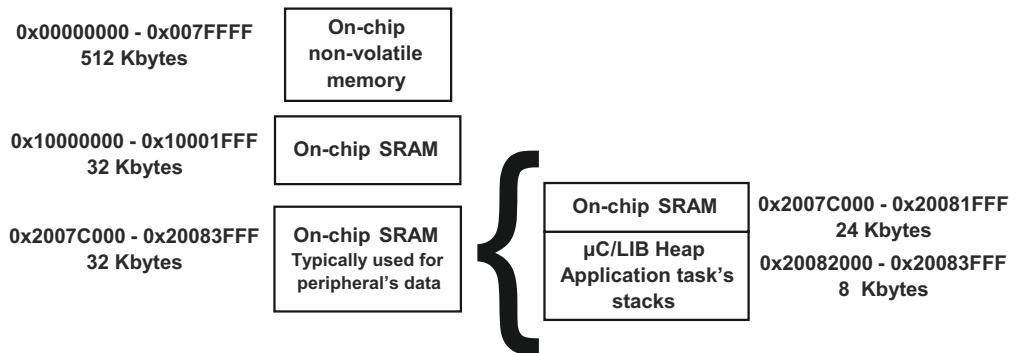 0x00000000 - 0x007FFFF
512 Kbytes
On-chip
non-volatile
memory
0x10000000 - 0x10001FFF
32 Kbytes
On-chip SRAM
0x2007C000 - 0x20083FFF
32 Kbytes
On-chip SRAM
Typically used for
peripheral's data
On-chip SRAM
µC/LIB Heap
Application task's
stacks
0x2007C000 - 0x20081FFF
24 Kbytes
0x20082000 - 0x20083FFF
8 Kbytes